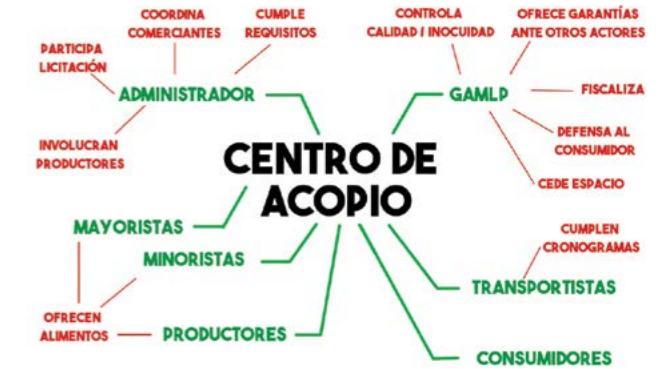 COORDINA
COMERCIANTES
CUMPLE
REQUISITOS
PARTICIPA
LICITACIÓN
ADMINISTRADOR
INVOLUCRAN
PRODUCTORES
CONTROLA
CALIDAD / INOCUIDAD
OFRECE GARANTÍAS
ANTE OTROS ACTORES
GAMLP
FISCALIZA
DEFENSA AL
CONSUMIDOR
CEDE ESPACIO
CENTRO DE
ACOPIO
MAYORISTAS
MINORISTAS
OFRECEN
ALIMENTOS
PRODUCTORES
CUMPLEN
CRONOGRAMAS
TRANSPORTISTAS
CONSUMIDORES